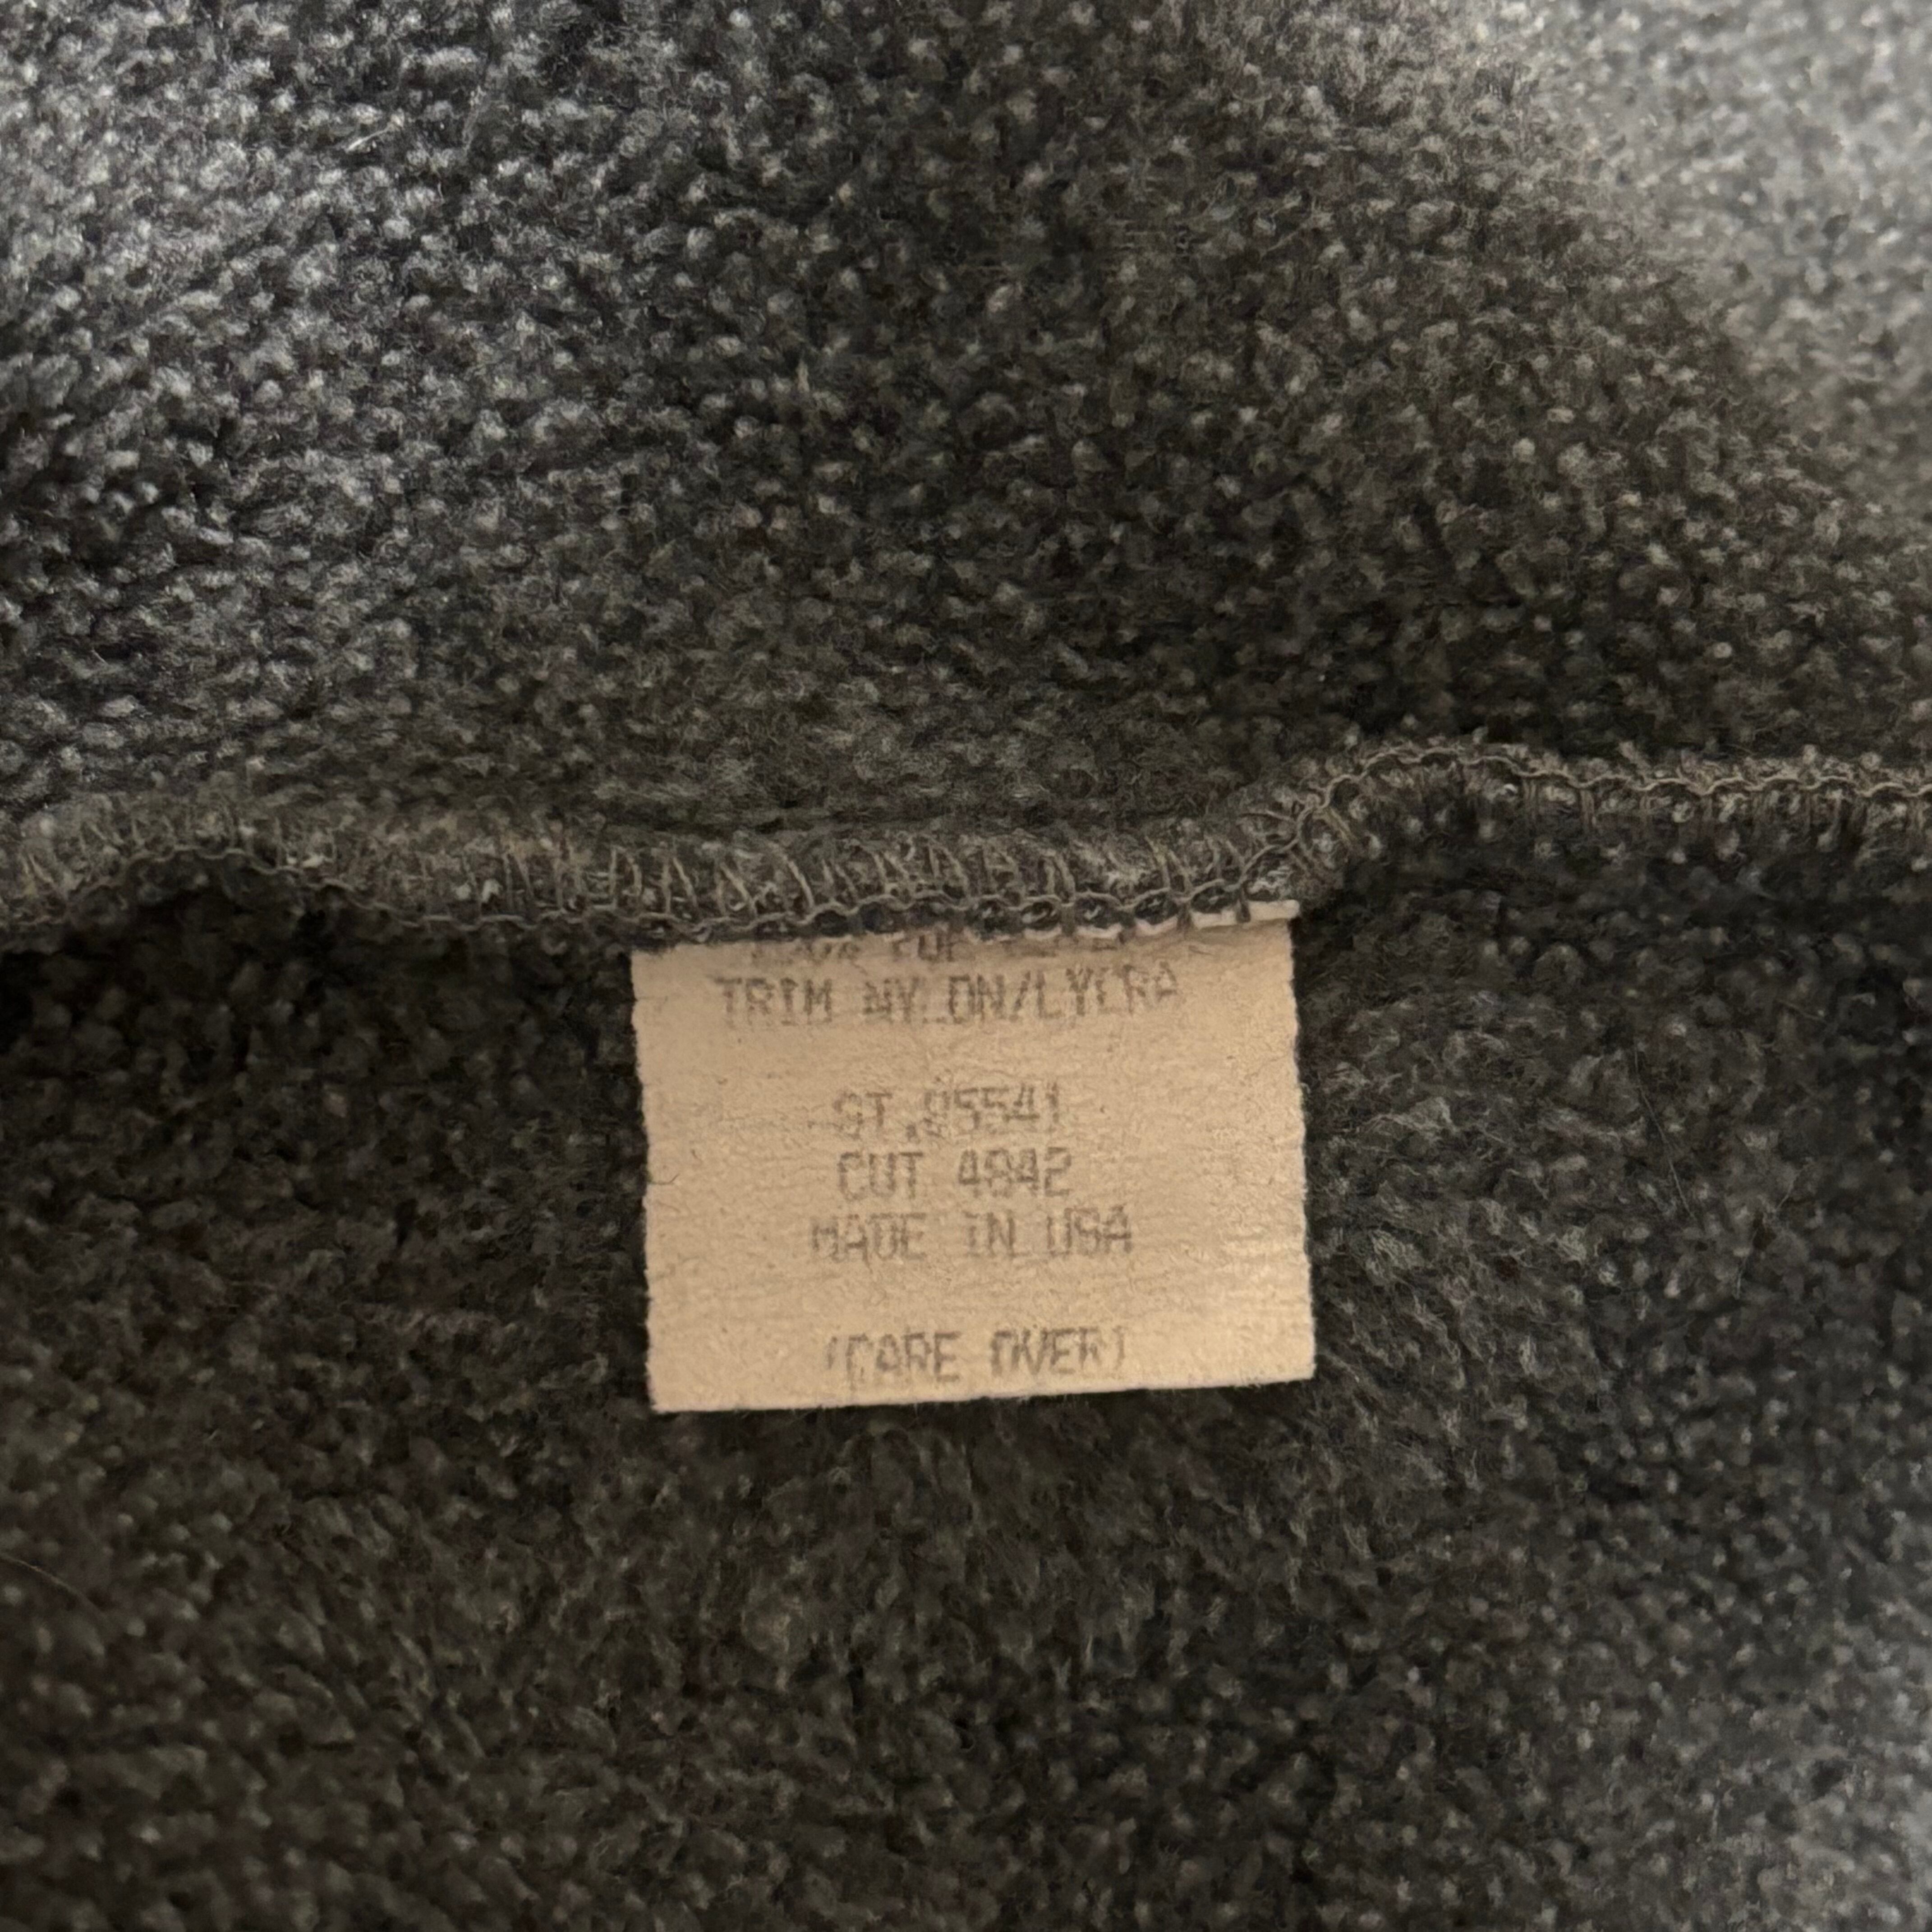 TRIM NYLON/LYCRA
ST.25541
CUT 4842
MADE IN USA
(CARE OVER)